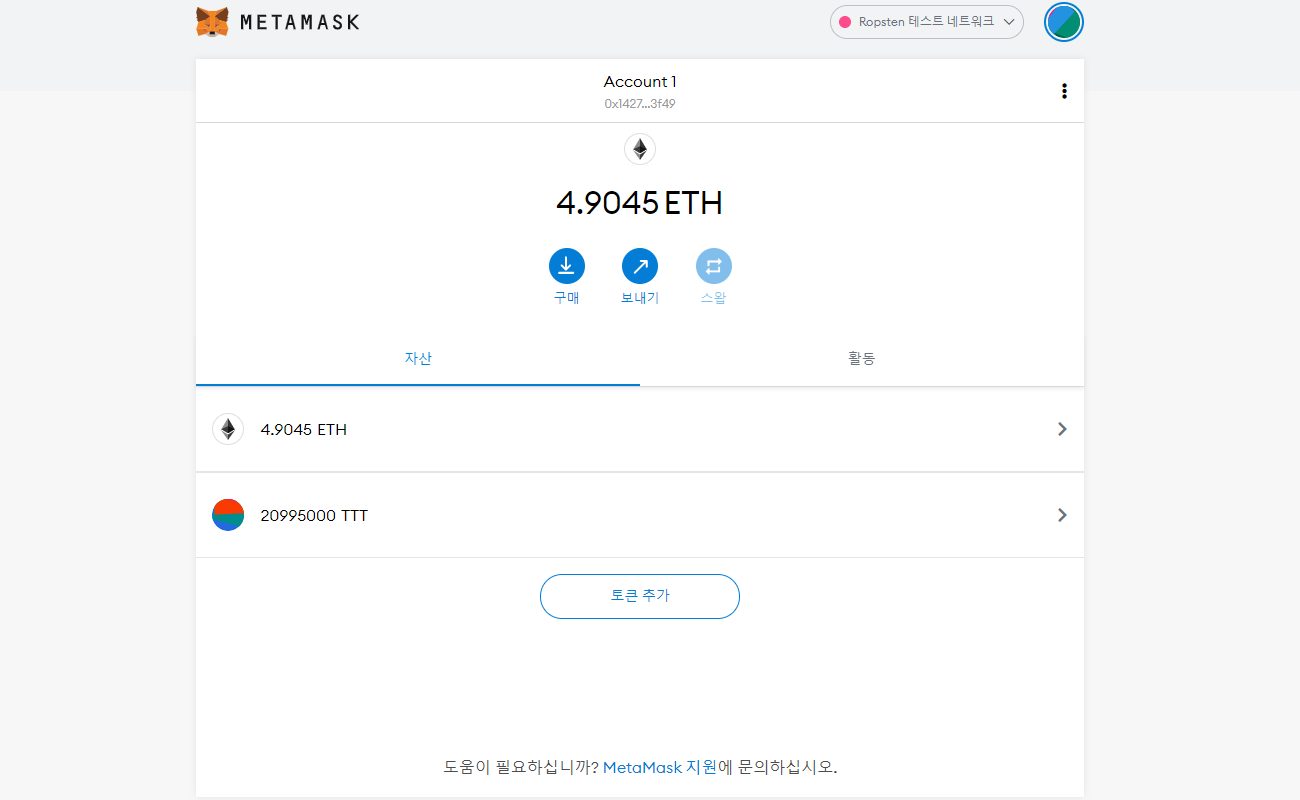 METAMASK
Ropsten 테스트 네트워크
Account 1
0x1427...3f49
4.9045 ETH
구매
보내기
스왑
자산
활동
4.9045 ETH
20995000 TTT
토큰 추가
도움이 필요하십니까? MetaMask 지원에 문의하십시오.